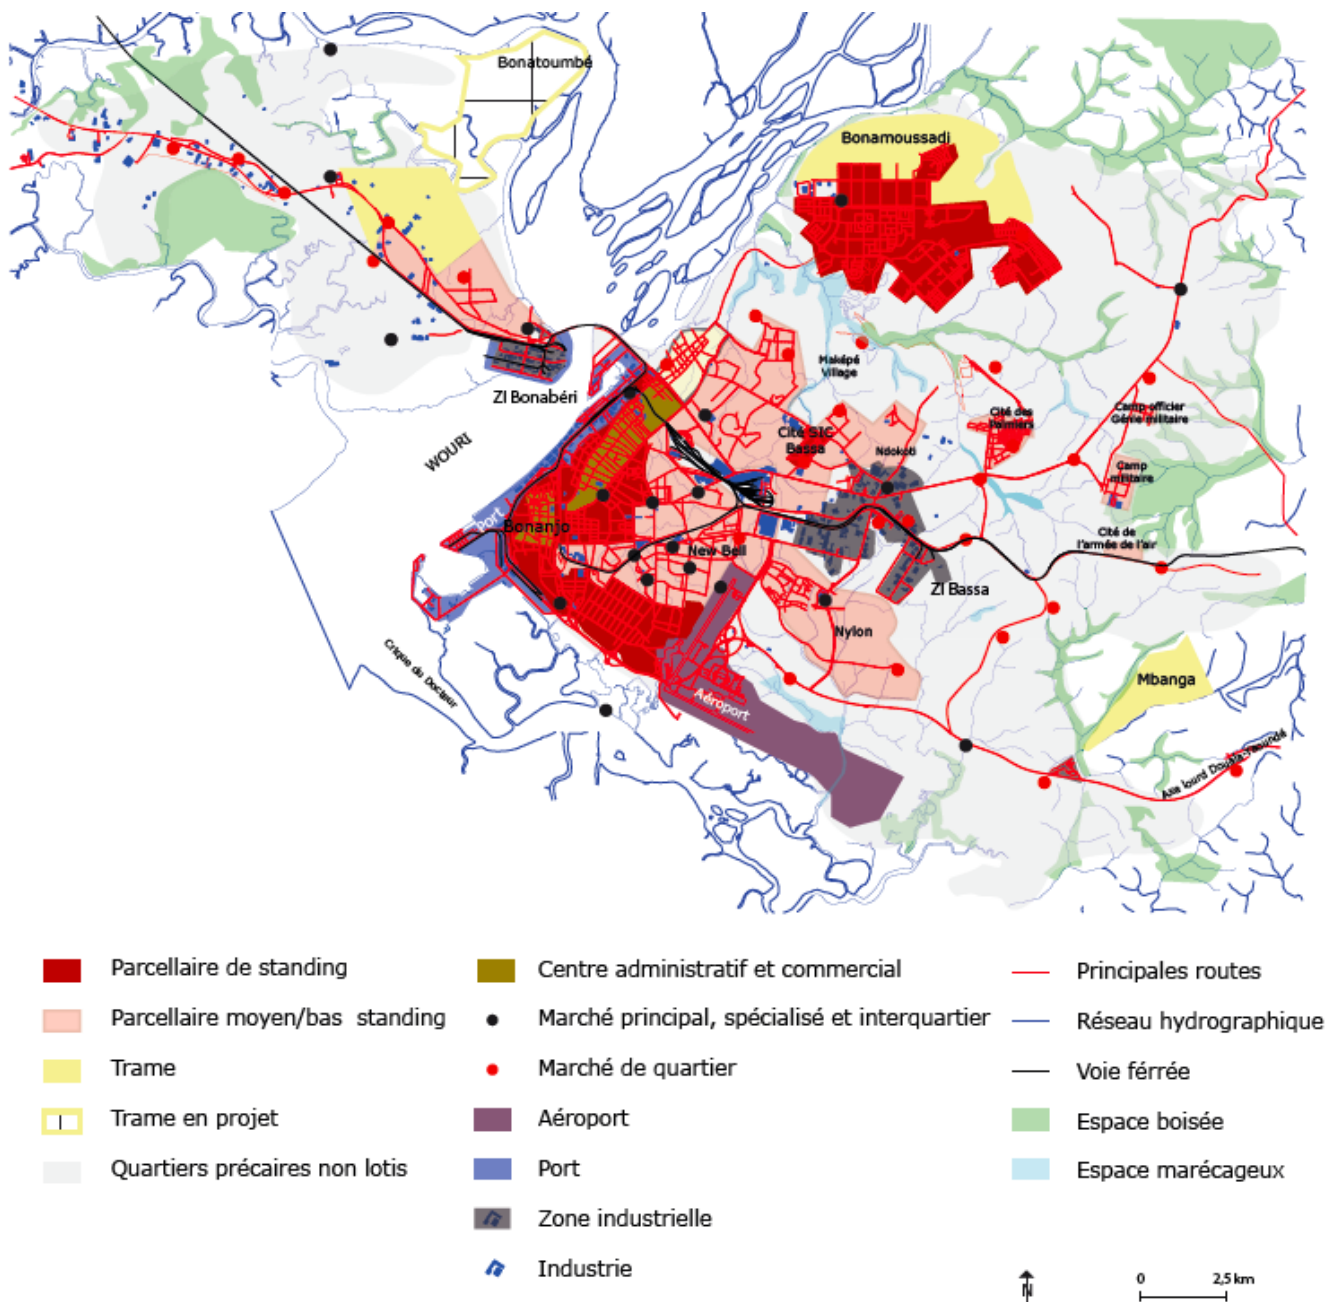 Bonatoumbé
Bonamoussadi
Maképé
Village
ZI Bonabéri
Cité des
Palmiers
Camp officier
Génie militaire
Cité SIC
Bassa
Ndokoti
WOURI
Camp
militaire
Port
Bonanjo
Cité de
l'armée de l'air
New Bell
ZI Bassa
Nylon
Crique du Docteur
Mbanga
Aéroport
Axe lourd Douala-Yaoundé
Parcellaire de standing
Parcellaire moyen/bas standing
Trame
Trame en projet
Quartiers précaires non lotis
Centre administratif et commercial
Marché principal, spécialisé et interquartier
Marché de quartier
Aéroport
Port
Zone industrielle
Industrie
Principales routes
Réseau hydrographique
Voie férrée
Espace boisée
Espace marécageux
N
0 2,5 km